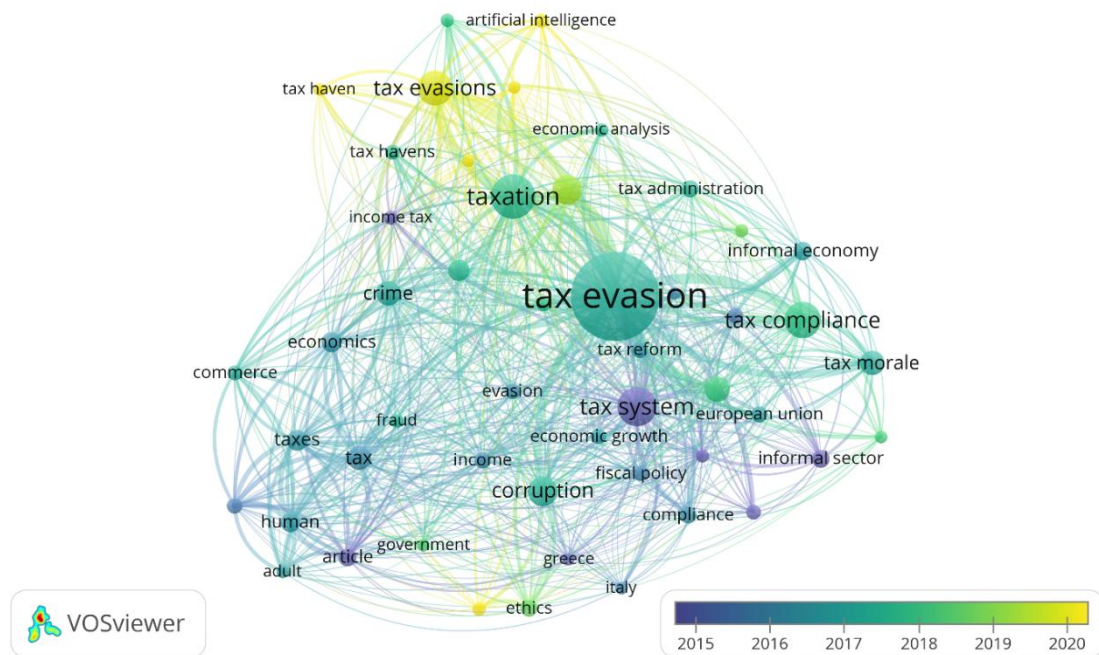 artificial intelligence
tax haven
tax evasions
economic analysis
tax havens
tax administration
taxation
income tax
informal economy
crime
tax evasion
tax compliance
economics
tax reform
commerce
tax morale
evasion
tax system
european union
fraud
taxes
economic growth
tax
income
informal sector
fiscal policy
corruption
compliance
human
government
article
greece
adult
italy
ethics
VOSviewer
2015 2016 2017 2018 2019 2020